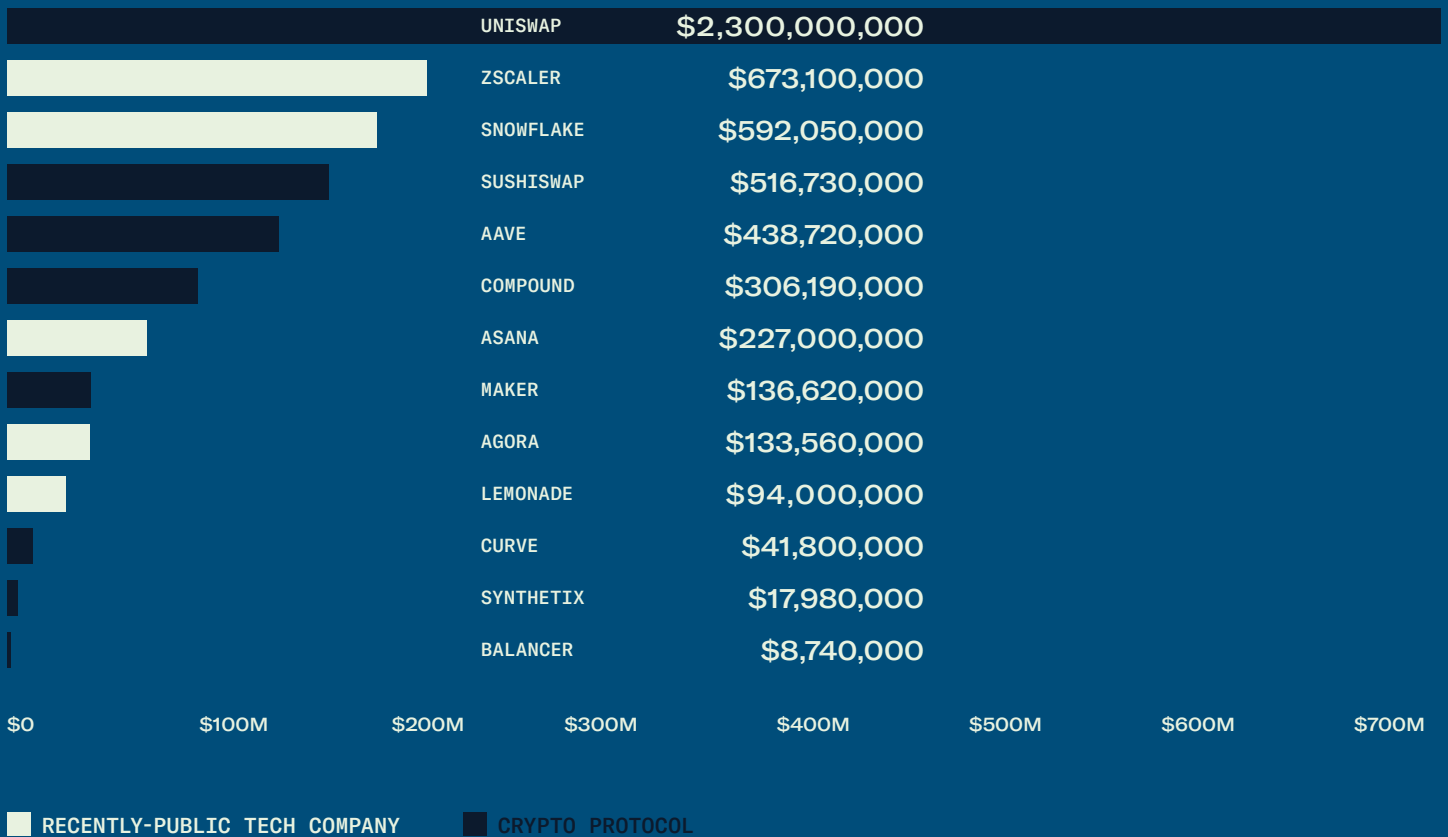 UNISWAP $2,300,000,000
ZSCALER $673,100,000
SNOWFLAKE $592,050,000
SUSHISWAP $516,730,000
AAVE $438,720,000
COMPOUND $306,190,000
ASANA $227,000,000
MAKER $136,620,000
AGORA $133,560,000
LEMONADE $94,000,000
CURVE $41,800,000
SYNTHETIX $17,980,000
BALANCER $8,740,000
$0 $100M $200M $300M $400M $500M $600M $700M
RECENTLY-PUBLIC TECH COMPANY CRYPTO PROTOCOL